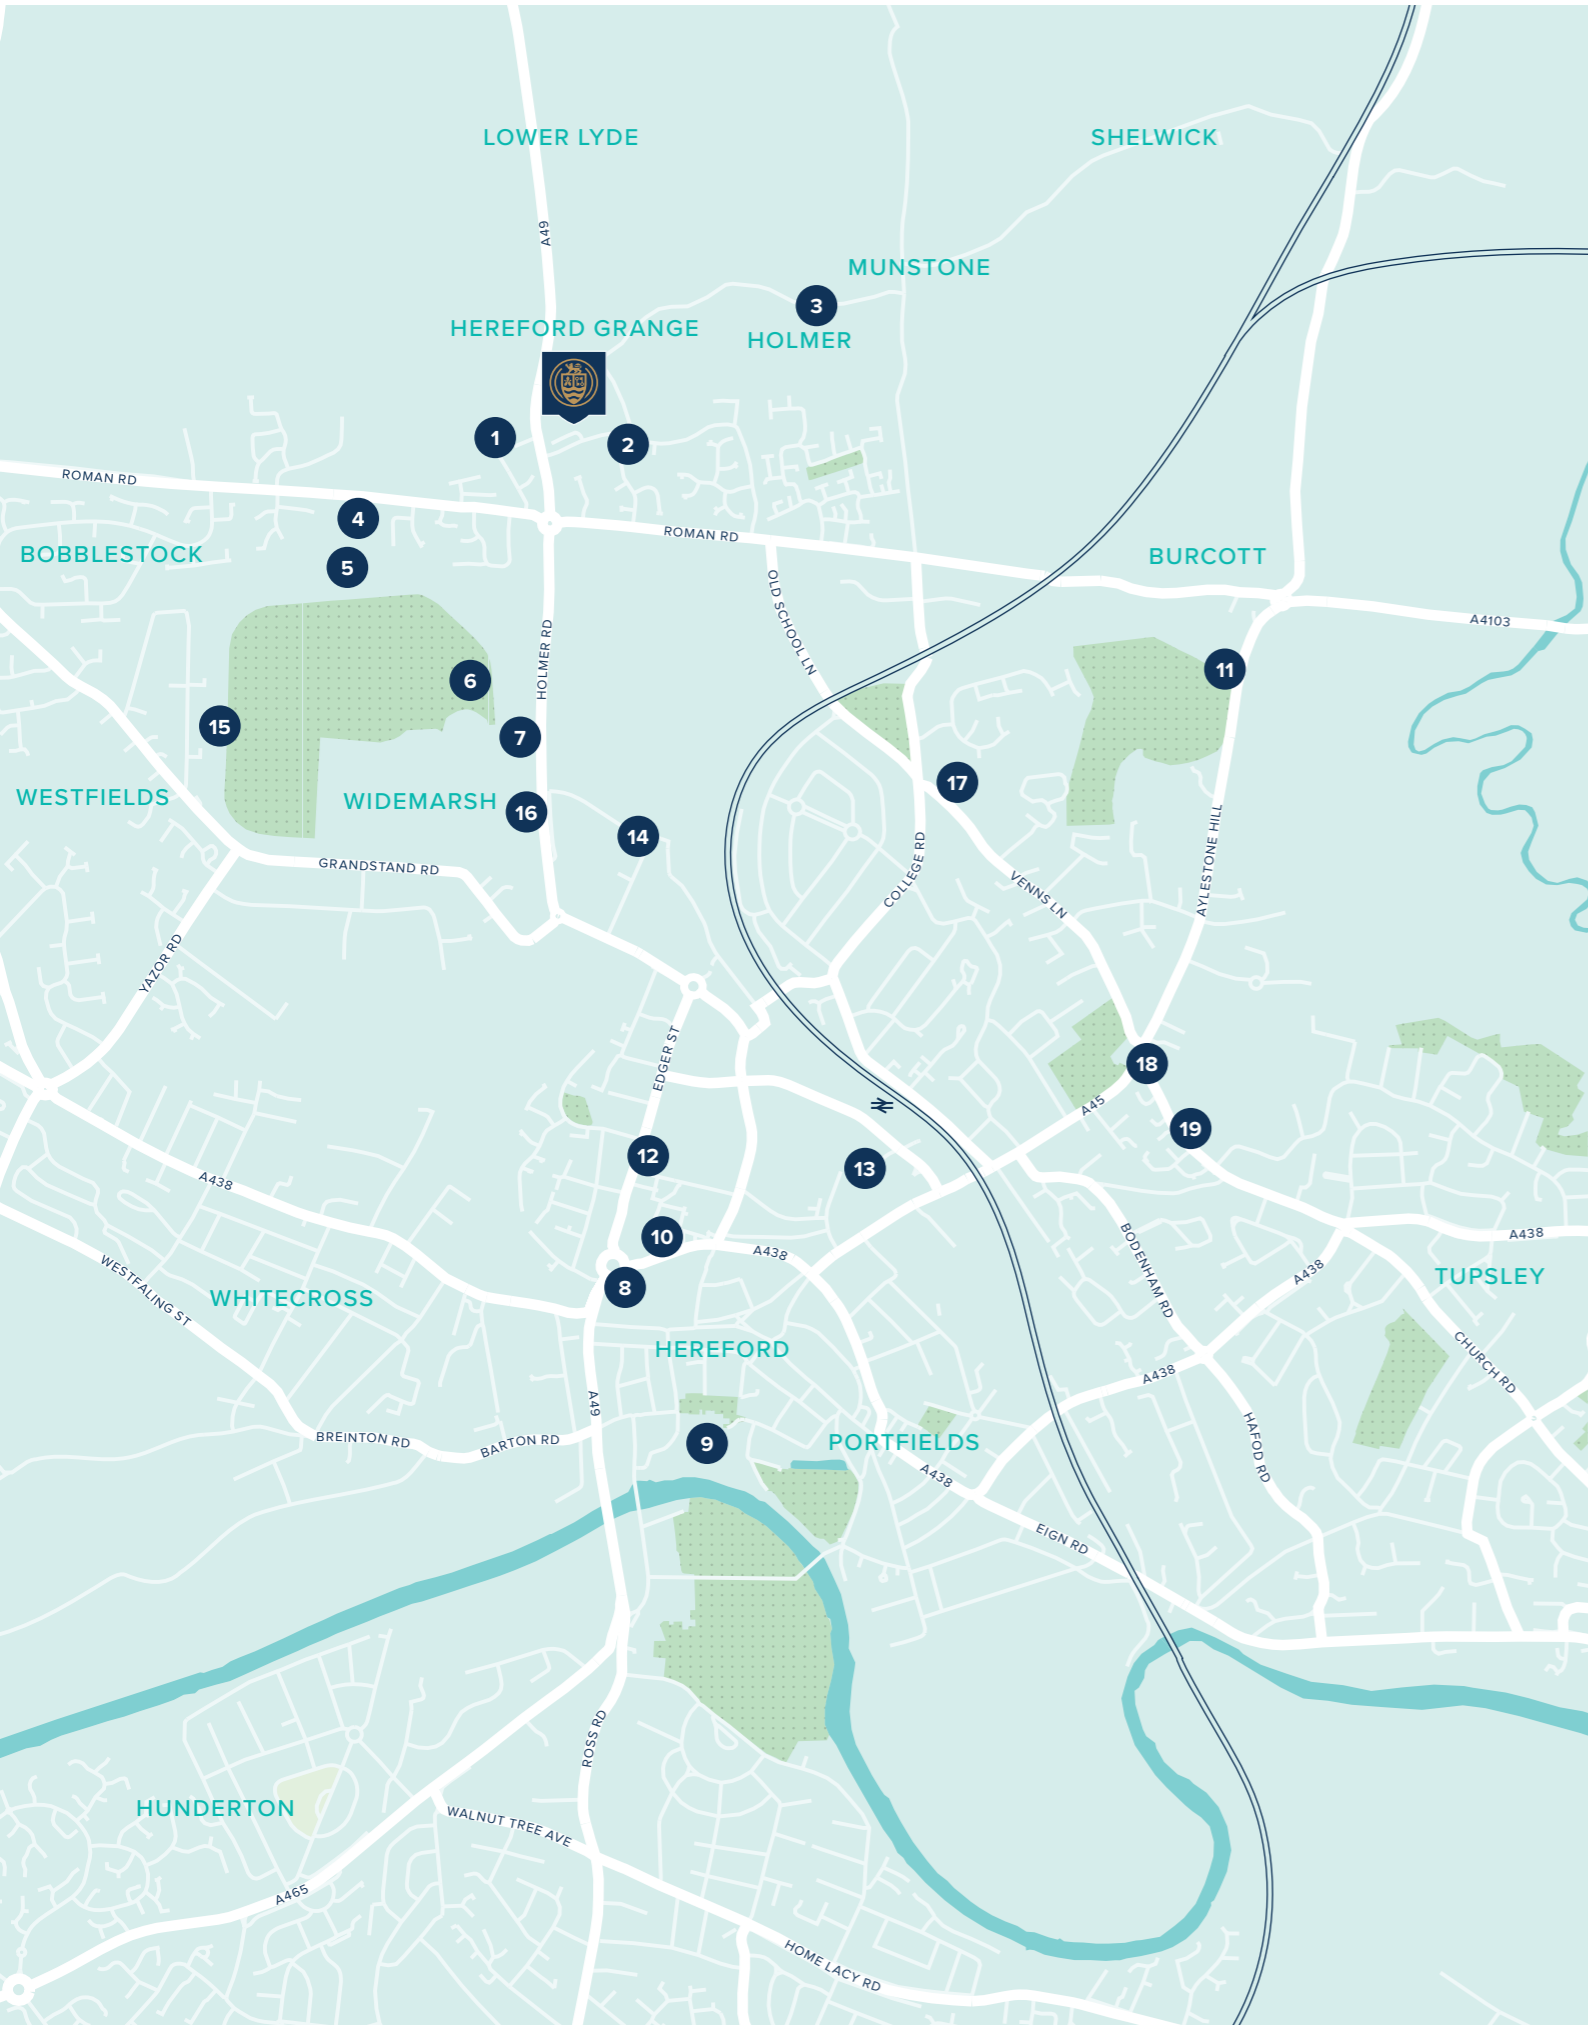 LOWER LYDE
SHELWICK
A49
MUNSTONE
3
HEREFORD GRANGE
HOLMER
1
2
ROMAN RD
4
ROMAN RD
BOBBLESTOCK
5
BURCOTT
OLD SCHOOL LN
A4103
HOLMER RD
6
11
15
7
17
WESTFIELDS
WIDEMARSH
16
14
GRANDSTAND RD
COLLEGE RD
VENNS LN
AYLESTONE HILL
YAZOR RD
EDGER ST
18
A45
19
12
13
A438
10
A438
BODENHAM RD
A438
A438
TUPSLEY
WESTFALING ST
WHITECROSS
8
HEREFORD
CHURCH RD
A438
A49
BREINTON RD
BARTON RD
9
PORTFIELDS
HAFOD RD
A438
EIGN RD
ROSS RD
HUNDERTON
WALNUT TREE AVE
A465
HOME LACY RD